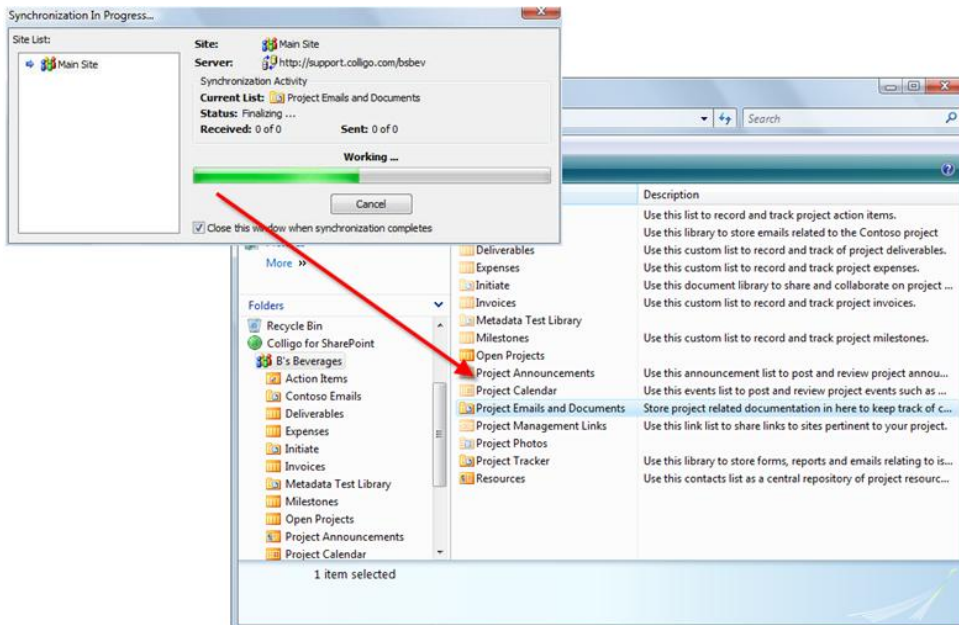 Synchronization In Progress...
Site List:
Main Site
Site: Main Site
Server: http://support.colligo.com/bsbev
Synchronization Activity
Current List: Project Emails and Documents
Status: Finalizing ...
Received: 0 of 0 Sent: 0 of 0
Working ...
Cancel
Close this window when synchronization completes
Search
Description
Use this list to record and track project action items.
Use this library to store emails related to the Contoso project
Deliverables Use this custom list to record and track of project deliverables.
Expenses Use this custom list to record and track project expenses.
Initiate Use this document library to share and collaborate on project ...
Invoices Use this custom list to record and track project invoices.
Metadata Test Library
Milestones Use this custom list to record and track project milestones.
Open Projects
Project Announcements Use this announcement list to post and review project annou...
Project Calendar Use this events list to post and review project events such as ...
Project Emails and Documents Store project related documentation in here to keep track of c...
Project Management Links Use this link list to share links to sites pertinent to your project.
Project Photos
Project Tracker Use this library to store forms, reports and emails relating to is...
Resources Use this contacts list as a central repository of project resourc...
More »
Folders
Recycle Bin
Colligo for SharePoint
B's Beverages
Action Items
Contoso Emails
Deliverables
Expenses
Initiate
Invoices
Metadata Test Library
Milestones
Open Projects
Project Announcements
Project Calendar
1 item selected